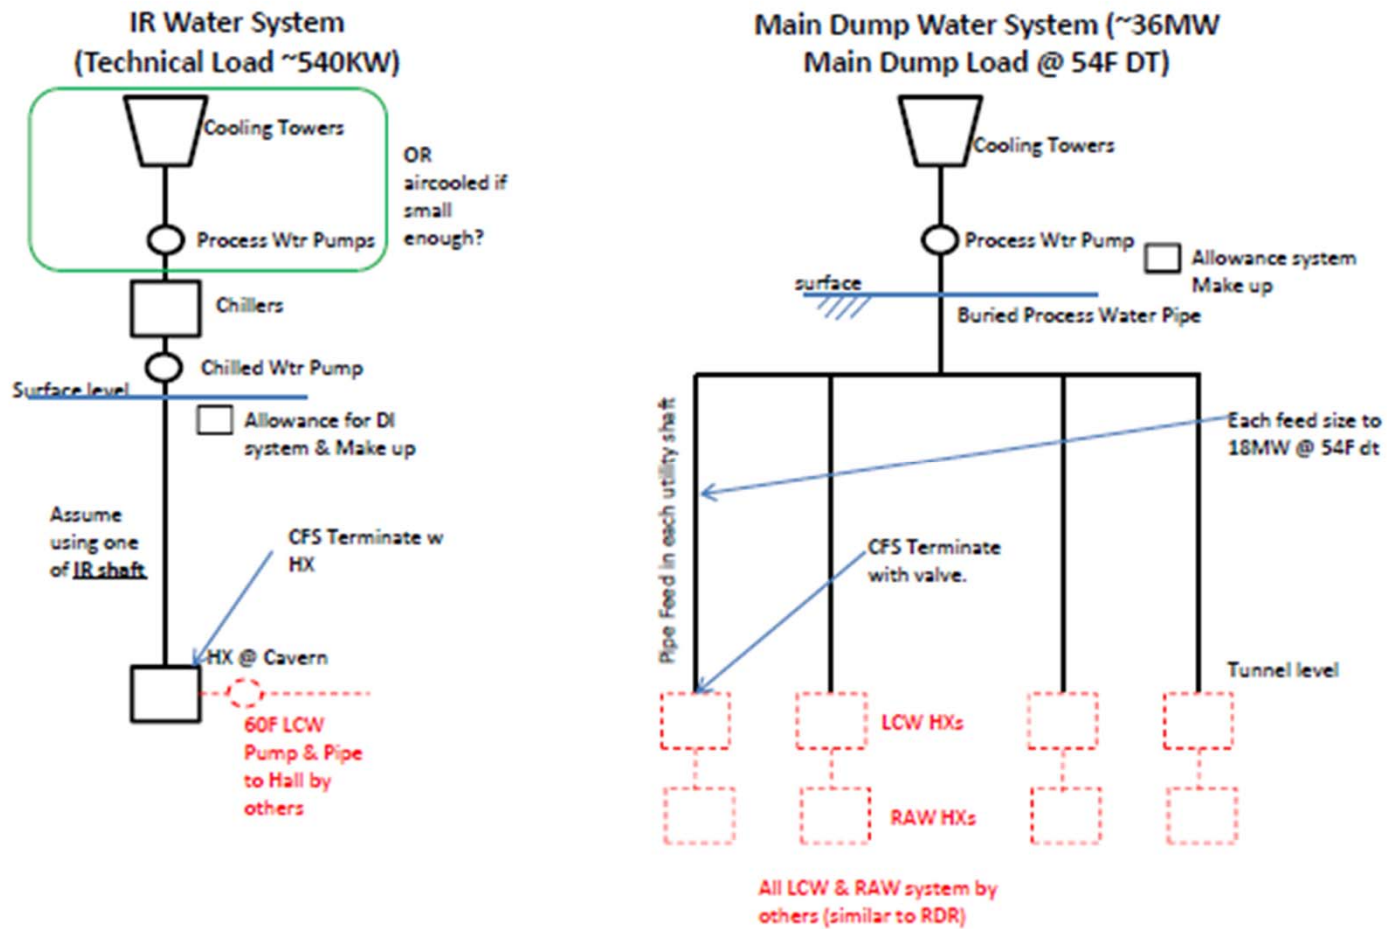 IR Water System
(Technical Load ~540KW)
Cooling Towers
OR
aircooled if
small
enough?
Process Wtr Pumps
Chillers
Chilled Wtr Pump
Surface level
Allowance for DI
system & Make up
Assume
using one
of IR shaft
CFS Terminate w
HX
HX @ Cavern
60F LCW
Pump & Pipe
to Hall by
others
Main Dump Water System (~36MW
Main Dump Load @ 54F DT)
Cooling Towers
Process Wtr Pump
Allowance system
Make up
surface
Buried Process Water Pipe
Pipe Feed in each utility shaft
Each feed size to
18MW @ 54F dt
CFS Terminate
with valve.
Tunnel level
LCW HXs
RAW HXs
All LCW & RAW system by
others (similar to RDR)